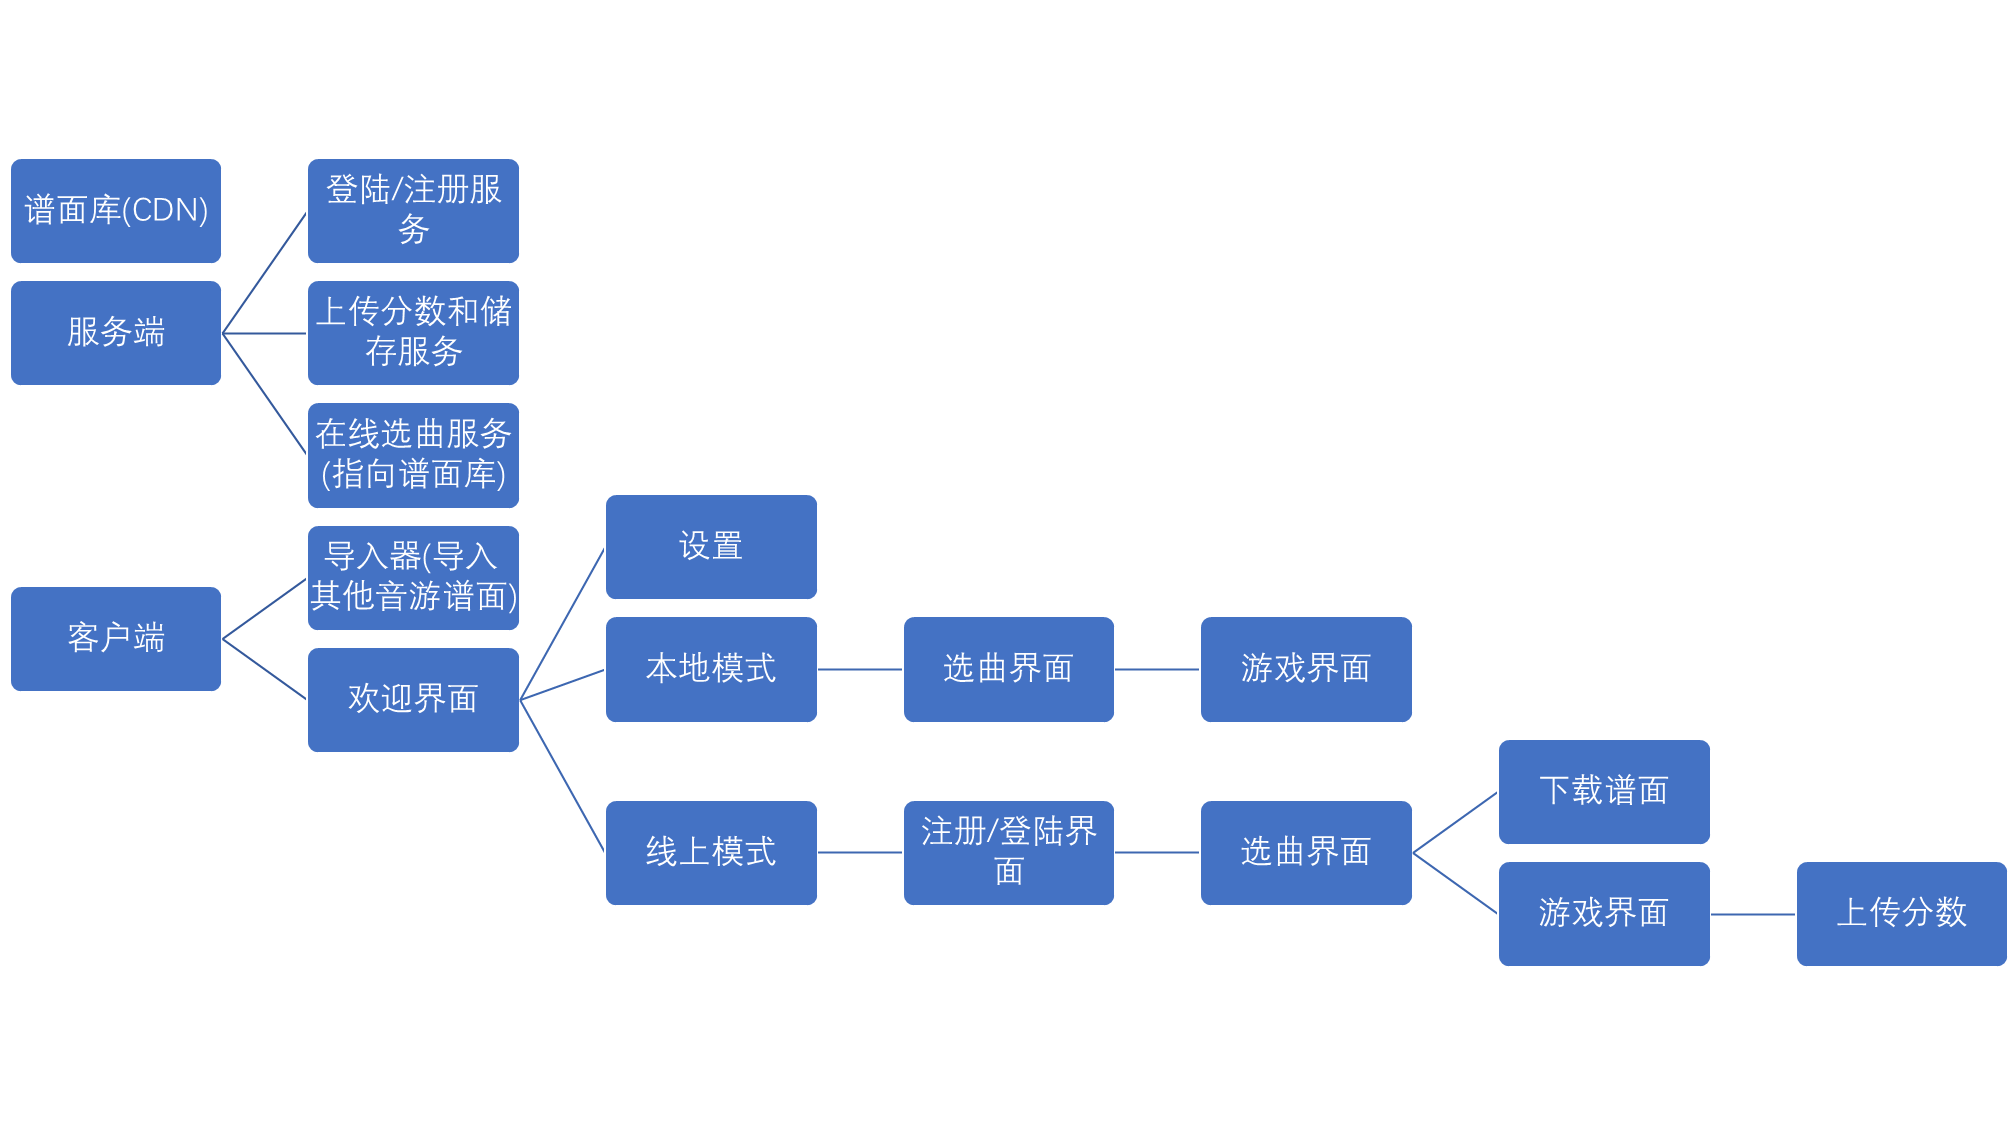 谱面库(CDN)
服务端
登陆/注册服
务
上传分数和储
存服务
在线选曲服务
(指向谱面库)
客户端
导入器(导入
其他音游谱面)
欢迎界面
设置
本地模式
选曲界面
游戏界面
线上模式
注册/登陆界
面
选曲界面
下载谱面
游戏界面
上传分数